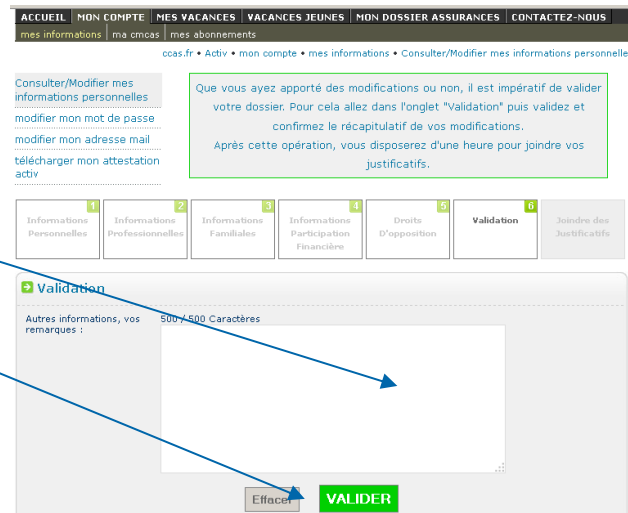 ACCUEIL MON COMPTE MES VACANCES VACANCES JEUNES MON DOSSIER ASSURANCES CONTACTEZ-NOUS
mes informations ma cmcas mes abonnements
ccas.fr • Activ • mon compte • mes informations • Consulter/Modifier mes informations personnelle
Consulter/Modifier mes
informations personnelles
modifier mon mot de passe
modifier mon adresse mail
télécharger mon attestation
activ
Que vous ayez apporté des modifications ou non, il est impératif de valider
votre dossier. Pour cela allez dans l'onglet "Validation" puis validez et
confirmez le récapitulatif de vos modifications.
Après cette opération, vous disposerez d'une heure pour joindre vos
justificatifs.
1
Informations
Personnelles
2
Informations
Professionnelles
3
Informations
Familiales
4
Informations
Participation
Financière
5
Droits
D'opposition
6
Validation
Joindre des
Justificatifs
Validation
Autres informations, vos
remarques :
500 / 500 Caractères
Effacer
VALIDER